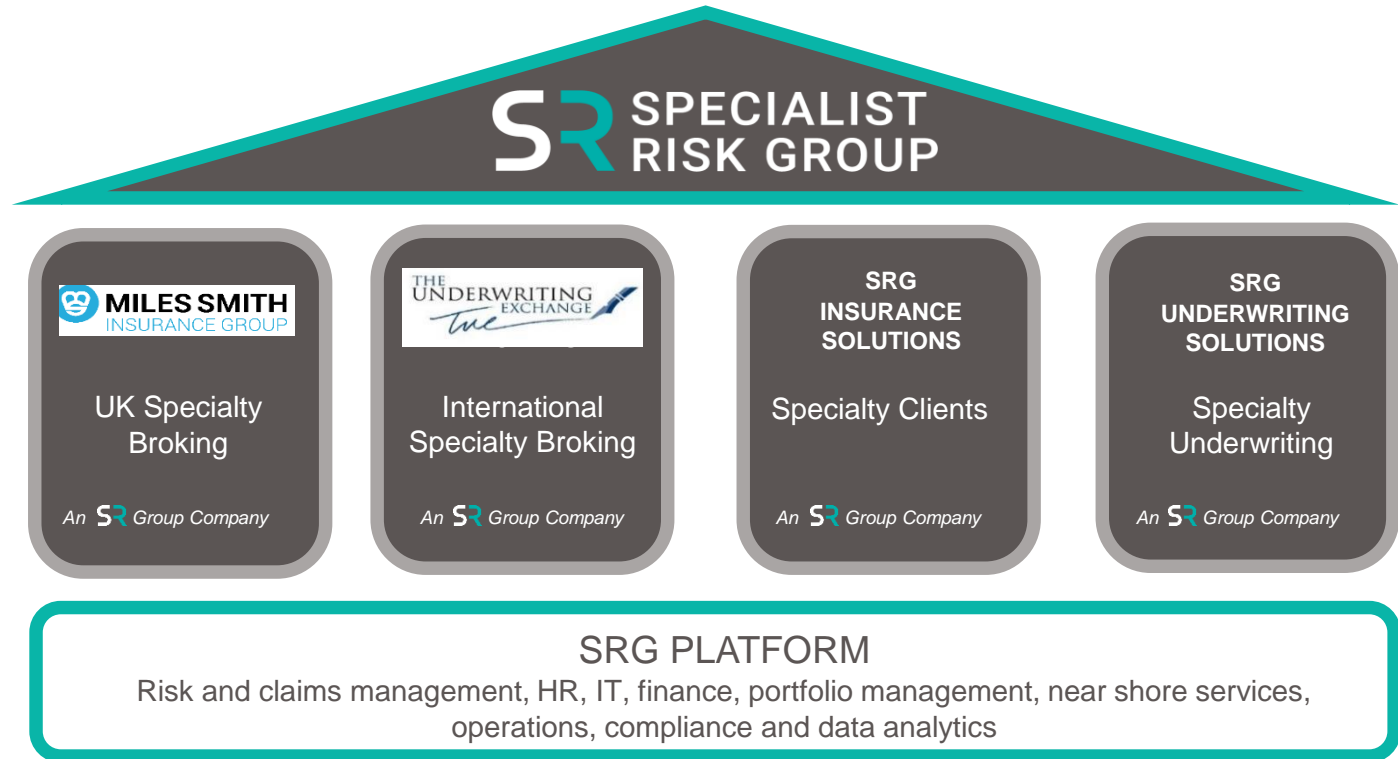 SR SPECIALIST
RISK GROUP
MILES SMITH
INSURANCE GROUP
UK Specialty
Broking
An SR Group Company
THE
UNDERWRITING
EXCHANGE
Tue
International
Specialty Broking
An SR Group Company
SRG
INSURANCE
SOLUTIONS
Specialty Clients
An SR Group Company
SRG
UNDERWRITING
SOLUTIONS
Specialty
Underwriting
An SR Group Company
SRG PLATFORM
Risk and claims management, HR, IT, finance, portfolio management, near shore services,
operations, compliance and data analytics